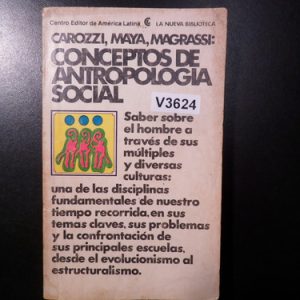 Centro Editor de América Latina LA NUEVA BIBLIOTECA
CAROZZI, MAYA, MAGRASSI:
CONCEPTOS DE
ANTROPOLOGIA
SOCIAL
V3624
Saber sobre
el hombre a
través de sus
múltiples
y diversas
culturas:
una de las disciplinas
fundamentales de nuestro
tiempo recorrida, en sus
temas claves, sus problemas
y la confrontación de
sus principales escuelas,
desde el evolucionismo al
estructuralismo.